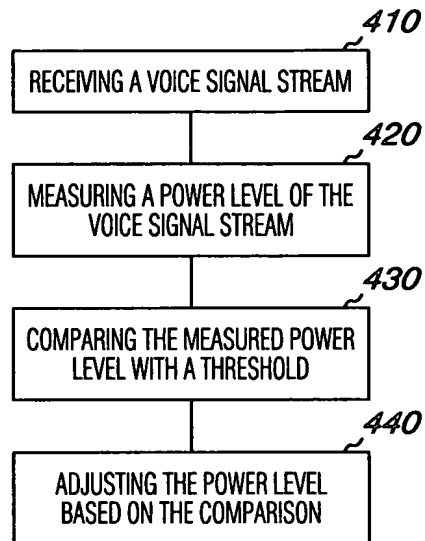 410
RECEIVING A VOICE SIGNAL STREAM
420
MEASURING A POWER LEVEL OF THE
VOICE SIGNAL STREAM
430
COMPARING THE MEASURED POWER
LEVEL WITH A THRESHOLD
440
ADJUSTING THE POWER LEVEL
BASED ON THE COMPARISON